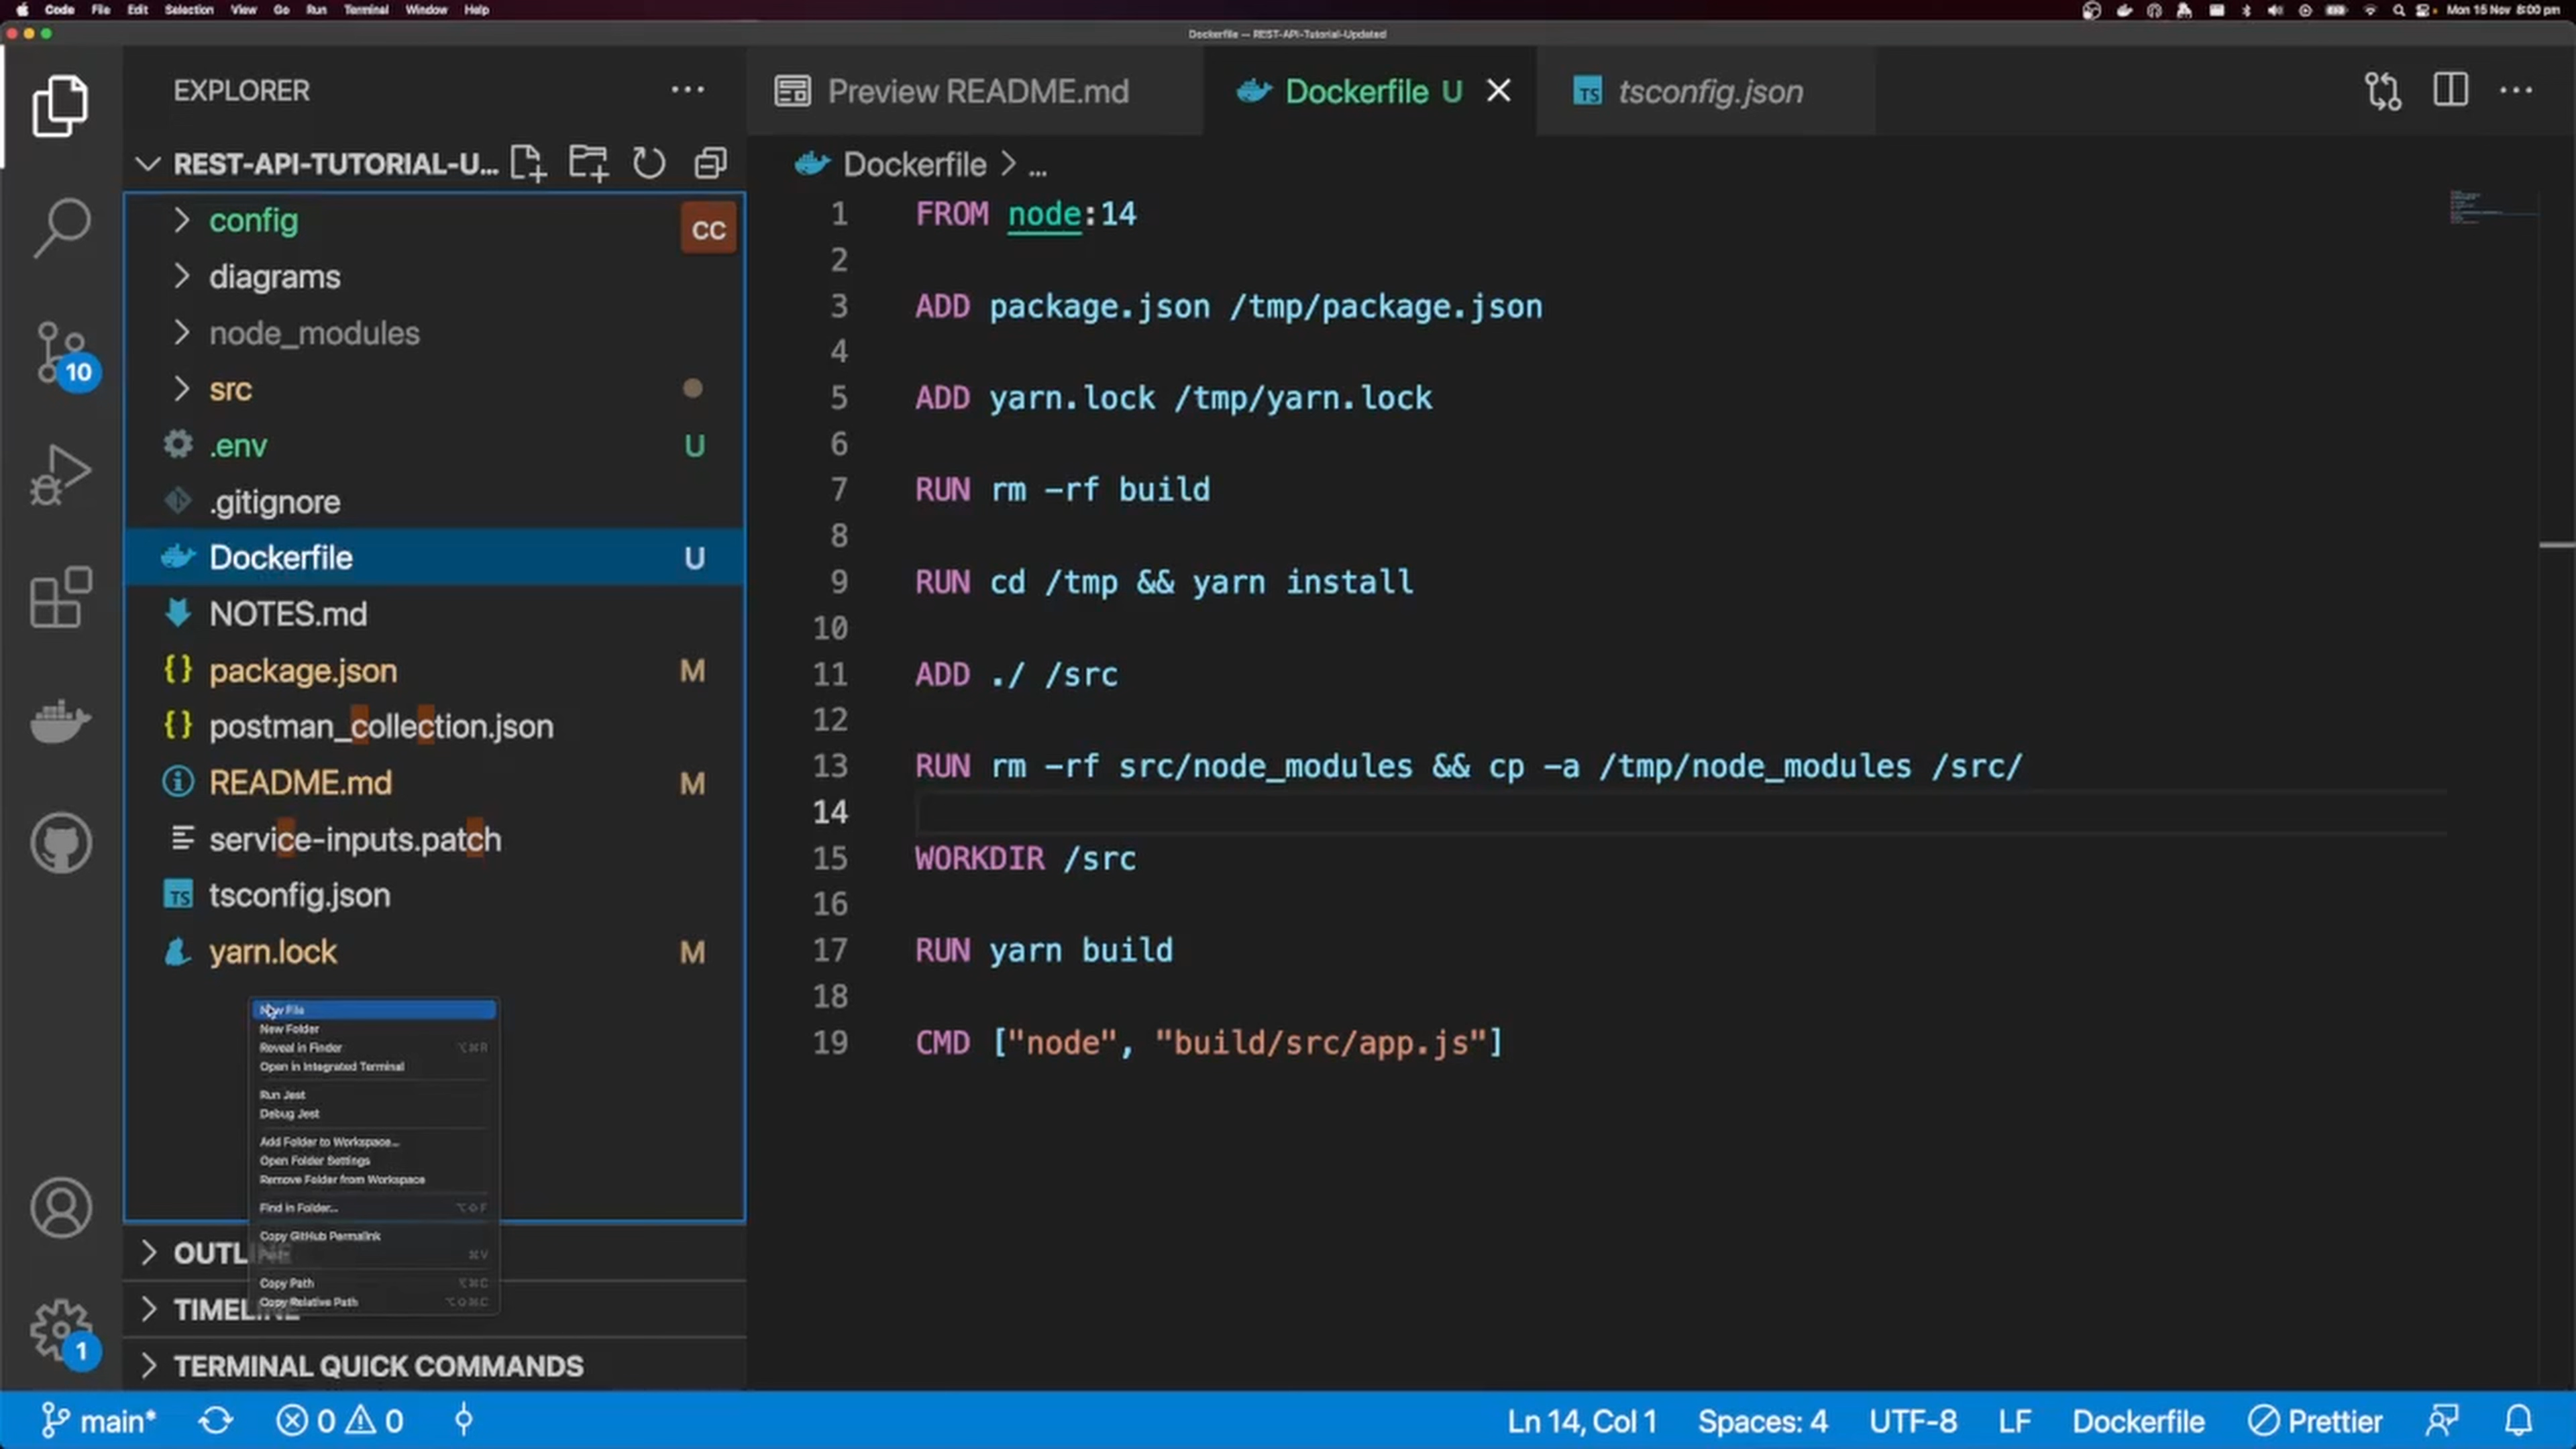 Code File Edit Selection View Go Run Terminal Window Help
Mon 15 Nov 8:00 pm
Dockerfile — REST-API-Tutorial-Updated
EXPLORER
REST-API-TUTORIAL-U...
config
CC
diagrams
node_modules
src
.env U
.gitignore
Dockerfile U
NOTES.md
package.json M
postman_collection.json
README.md M
service-inputs.patch
tsconfig.json
yarn.lock M
New File
New Folder
Reveal in Finder ⌥⌘R
Open in Integrated Terminal
Run Jest
Debug Jest
Add Folder to Workspace...
Open Folder Settings
Remove Folder from Workspace
Find in Folder... ⌥⇧F
Copy GitHub Permalink
⌘V
Copy Path ⌥⌘C
Copy Relative Path ⌥⇧⌘C
OUTLINE
TIMELINE
TERMINAL QUICK COMMANDS
10
1
Preview README.md
Dockerfile U
TS tsconfig.json
Dockerfile > ...
1 FROM node:14
2
3 ADD package.json /tmp/package.json
4
5 ADD yarn.lock /tmp/yarn.lock
6
7 RUN rm -rf build
8
9 RUN cd /tmp && yarn install
10
11 ADD ./ /src
12
13 RUN rm -rf src/node_modules && cp -a /tmp/node_modules /src/
14
15 WORKDIR /src
16
17 RUN yarn build
18
19 CMD ["node", "build/src/app.js"]
main* 0 0
Ln 14, Col 1 Spaces: 4 UTF-8 LF Dockerfile Prettier